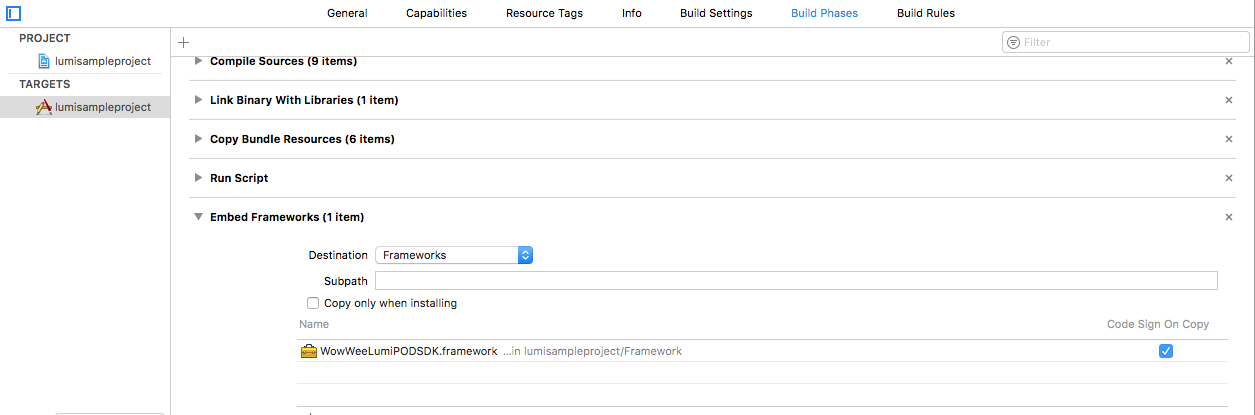 General Capabilities Resource Tags Info Build Settings Build Phases Build Rules
PROJECT
lumisampleproject
TARGETS
lumisampleproject
Filter
Compile Sources (9 items)
Link Binary With Libraries (1 item)
Copy Bundle Resources (6 items)
Run Script
Embed Frameworks (1 item)
Destination Frameworks
Subpath
Copy only when installing
Name Code Sign On Copy
WowWeeLumiPODSDK.framework ...in lumisampleproject/Framework